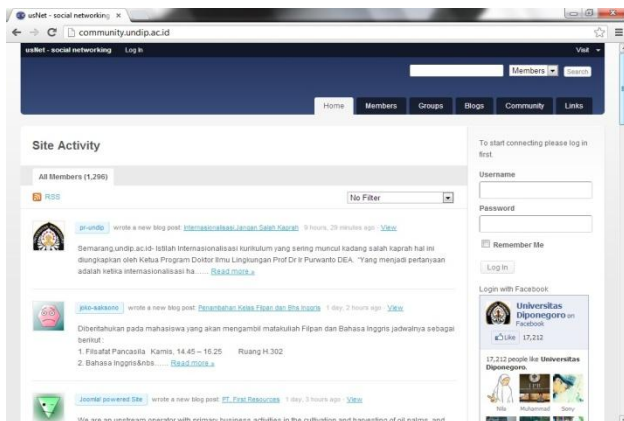 usNet - social networking
community.undip.ac.id
usNet - social networking Log In Visit
Members Search
Home Members Groups Blogs Community Links
Site Activity
All Members (1,296)
RSS
No Filter
pr-undip wrote a new blog post: Internasionalisasi Jangan Salah Kaprah 9 hours, 29 minutes ago · View
Semarang,undip.ac.id- Istilah Internasionalisasi kurikulum yang sering muncul kadang salah kaprah hal ini
diungkapkan oleh Ketua Program Doktor Ilmu Lingkungan Prof Dr Ir Purwanto DEA. "Yang menjadi pertanyaan
adalah ketika internasionalisasi ha...... Read more »
joko-saksono wrote a new blog post: Penambahan Kelas Filpan dan Bhs Inggris 1 day, 2 hours ago · View
Diberitahukan pada mahasiswa yang akan mengambil matakuliah Filpan dan Bahasa Inggris jadwalnya sebagai
berikut :
1. Filsafat Pancasila Kamis, 14.45 – 16.25 Ruang H.302
2. Bahasa Inggris&nbs...... Read more »
Joomla! powered Site wrote a new blog post: PT. First Resources 1 day, 3 hours ago · View
We are an upstream operator with primary business activities in the cultivation and harvesting of oil palms, and
To start connecting please log in
first.
Username
Password
Remember Me
Log In
Login with Facebook
Universitas
Diponegoro on
Facebook
Like 17,212
17,212 people like Universitas
Diponegoro.
Nila Muhammad Sony